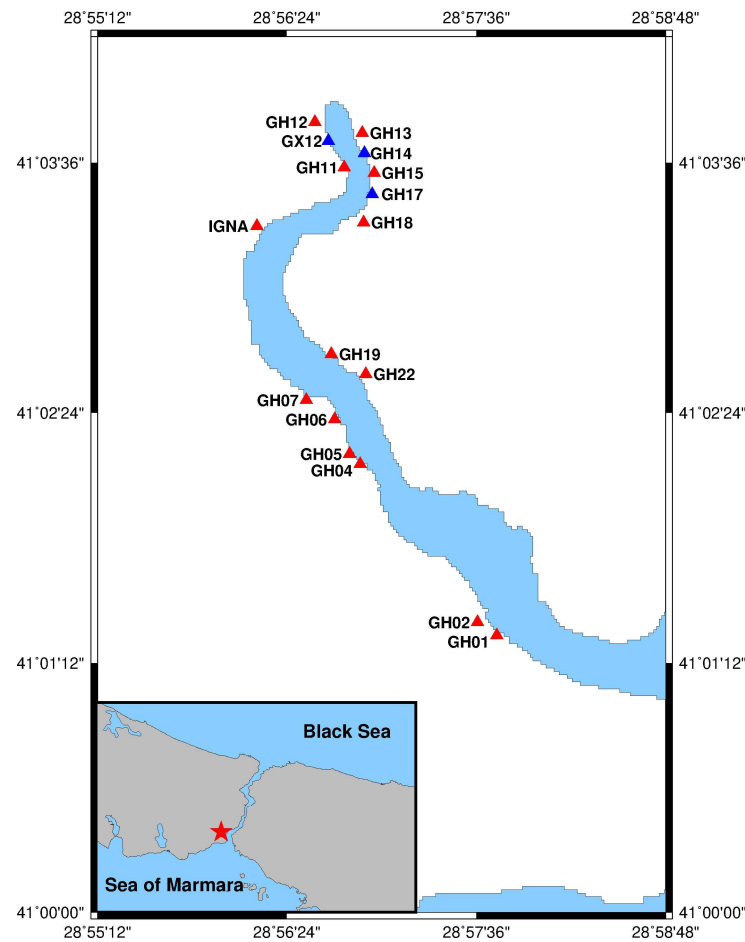 28°55'12" 28°56'24" 28°57'36" 28°58'48"
GH12
GH13
GX12
GH14
41°03'36" 41°03'36"
GH11
GH15
GH17
IGNA
GH18
GH19
GH22
GH07
41°02'24" 41°02'24"
GH06
GH05
GH04
GH02
GH01
41°01'12" 41°01'12"
Black Sea
Sea of Marmara
41°00'00" 41°00'00"
28°55'12" 28°56'24" 28°57'36" 28°58'48"